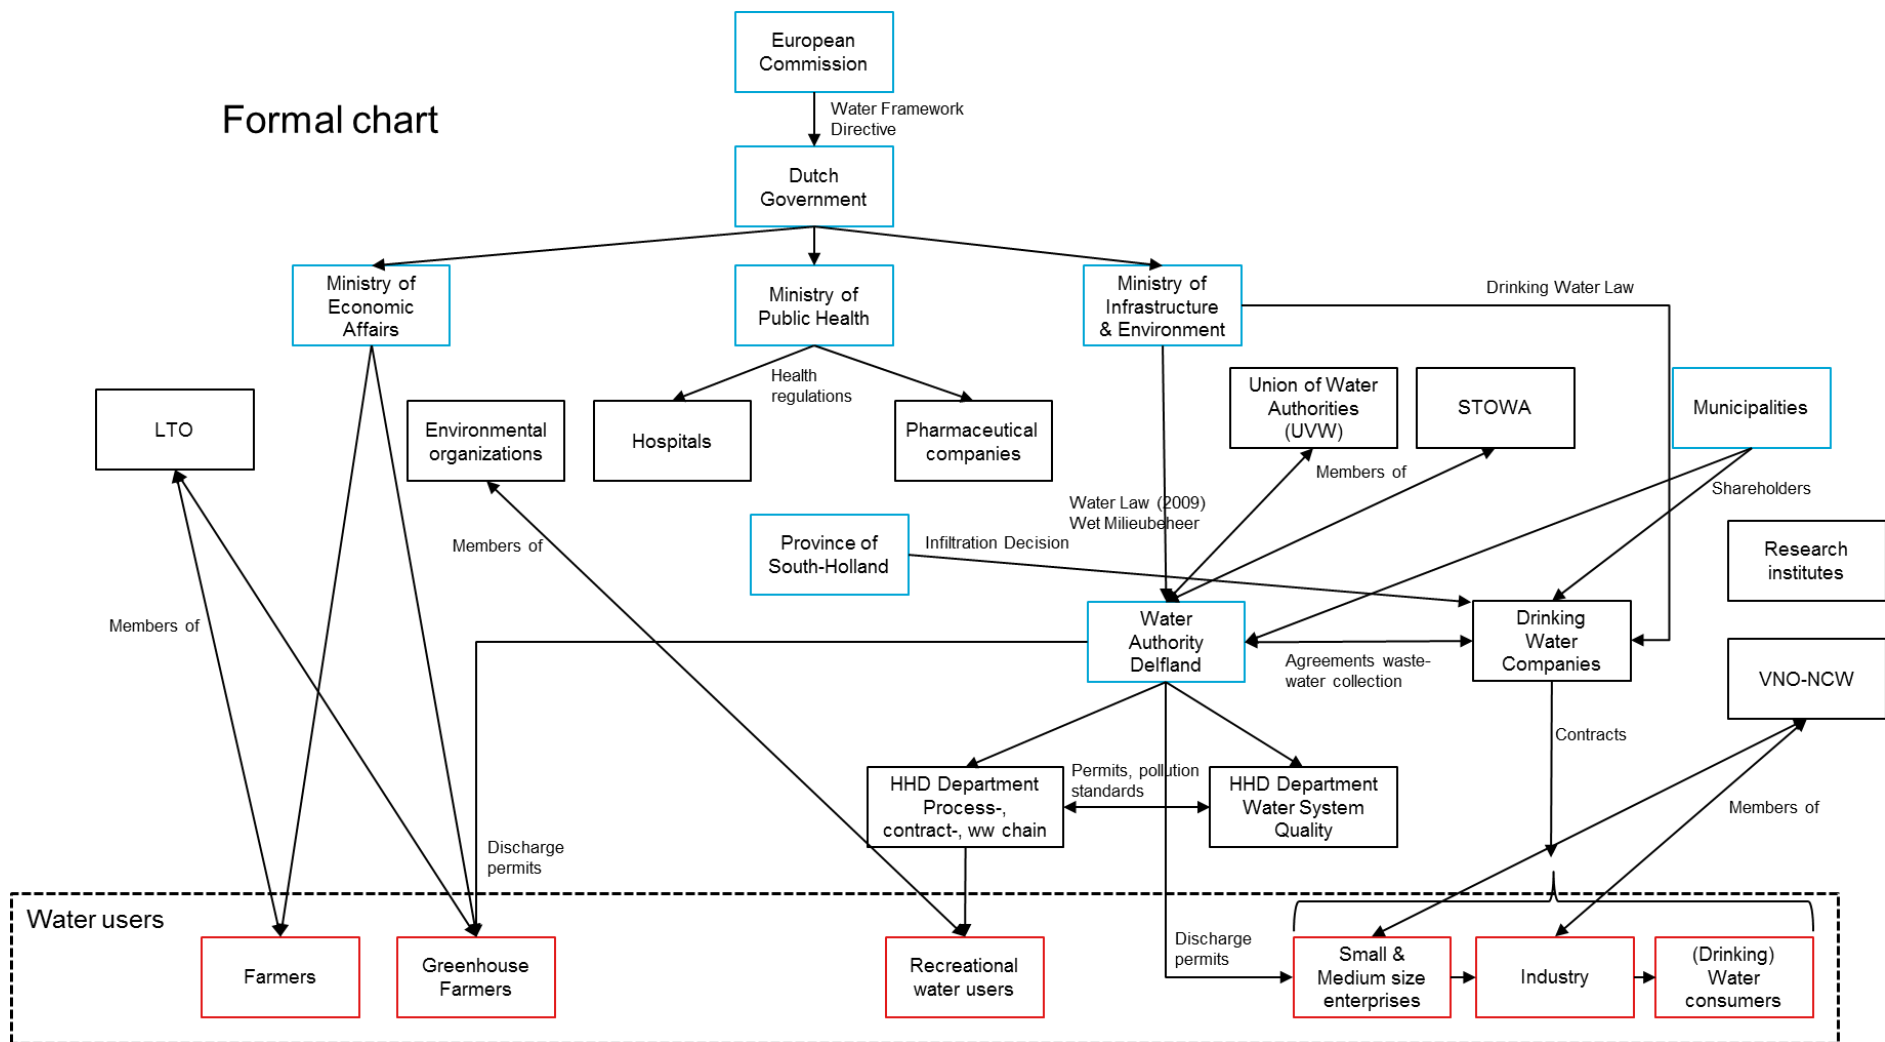 European
Commission
Formal chart
Water Framework
Directive
Dutch
Government
Ministry of
Economic
Affairs
Ministry of
Public Health
Ministry of
Infrastructure
& Environment
Drinking Water Law
LTO
Environmental
organizations
Health
regulations
Hospitals
Pharmaceutical
companies
Union of Water
Authorities
(UVW)
STOWA
Municipalities
Members of
Shareholders
Water Law (2009)
Wet Milieubeheer
Members of
Province of
South-Holland
Infiltration Decision
Research
institutes
Members of
Water
Authority
Delfland
Agreements waste-
water collection
Drinking
Water
Companies
VNO-NCW
Contracts
HHD Department
Process-,
contract-, ww chain
Permits, pollution
standards
HHD Department
Water System
Quality
Members of
Discharge
permits
Water users
Farmers
Greenhouse
Farmers
Recreational
water users
Discharge
permits
Small &
Medium size
enterprises
Industry
(Drinking)
Water
consumers